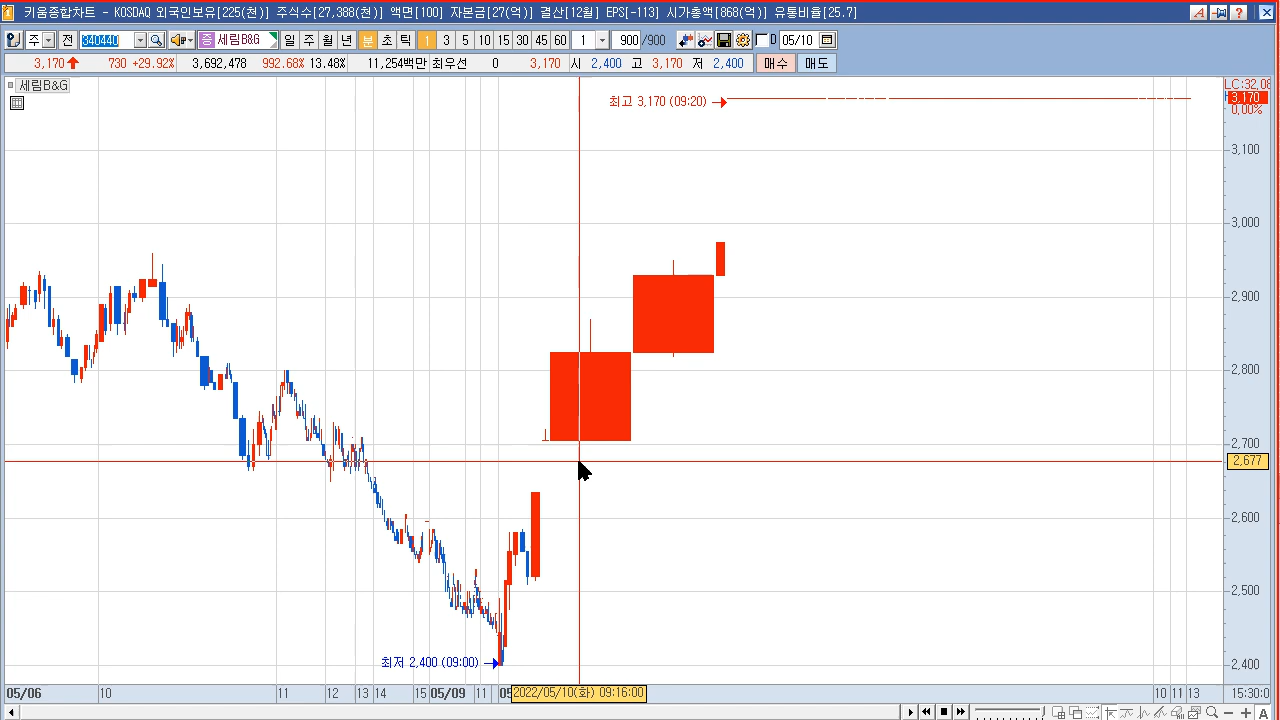 키움종합차트 - KOSDAQ 외국인보유[225(천)] 주식수[27,388(천)] 액면[100] 자본금[27(억)] 결산[12월] EPS[-113] 시가총액[868(억)] 유통비율[25.7]
주 전 340440 증 세림B&G 일 주 월 년 분 초 틱 1 3 5 10 15 30 45 60 1 900 /900 D 05/10
3,170 730 +29.92% 3,692,478 992.68% 13.48% 11,254백만 최우선 0 3,170 시 2,400 고 3,170 저 2,400 매수 매도
세림B&G
LC:32,08
최고 3,170 (09:20)
3,170
0,00%
3,100
3,000
2,900
2,800
2,700
2,677
2,600
2,500
최저 2,400 (09:00)
2,400
05/06 10 11 12 13 14 15 05/09 11 05 2022/05/10(화) 09:16:00 10 11 13 15:30:0
A